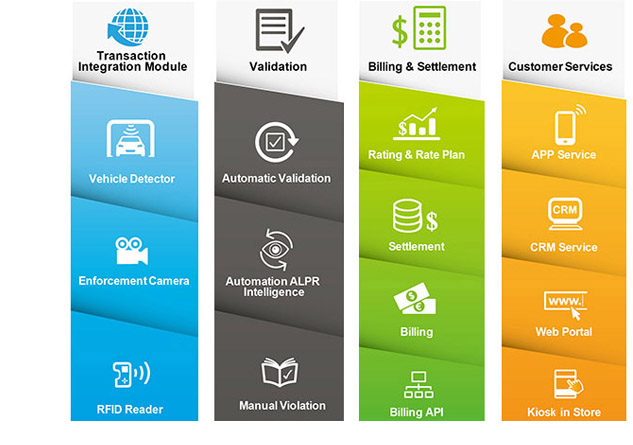 Transaction
Integration Module
Vehicle Detector
Enforcement Camera
RFID Reader
Validation
Automatic Validation
Automation ALPR
Intelligence
Manual Violation
$
Billing & Settlement
$
Rating & Rate Plan
$
Settlement
$
€
Billing
Billing API
Customer Services
APP Service
CRM
CRM Service
www.
Web Portal
Kiosk in Store